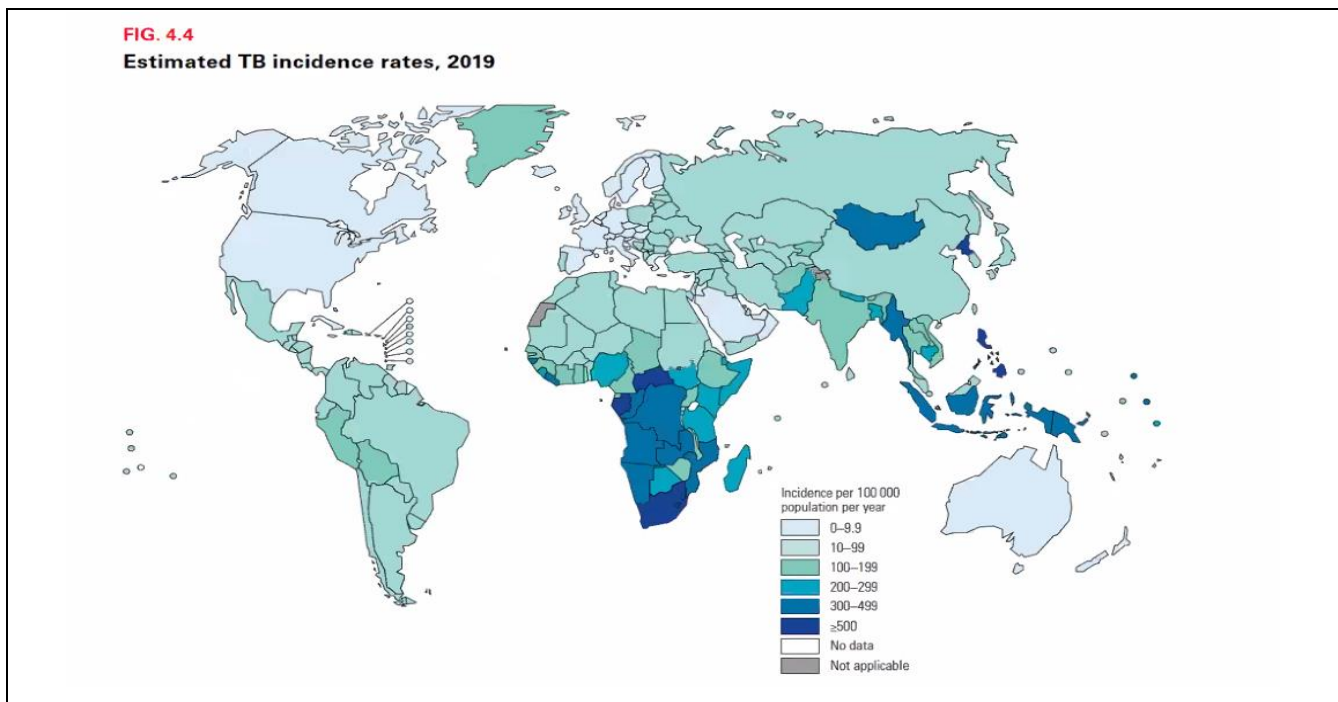 FIG. 4.4
Estimated TB incidence rates, 2019
Incidence per 100 000
population per year
0–9.9
10–99
100–199
200–299
300–499
≥500
No data
Not applicable